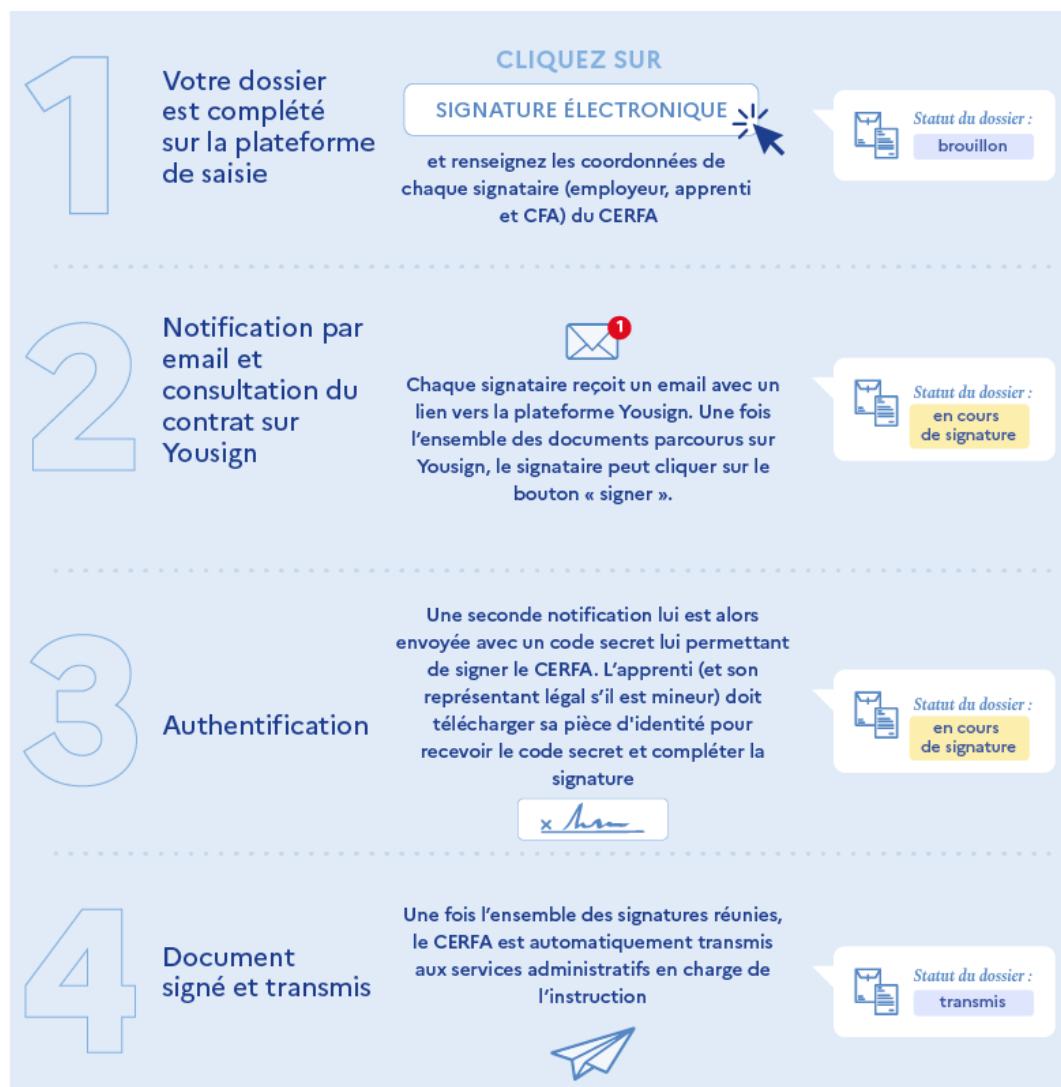 1
Votre dossier
est complété
sur la plateforme
de saisie
CLIQUEZ SUR
SIGNATURE ÉLECTRONIQUE
et renseignez les coordonnées de
chaque signataire (employeur, apprenti
et CFA) du CERFA
Statut du dossier :
brouillon
2
Notification par
email et
consultation du
contrat sur
Yousign
1
Chaque signataire reçoit un email avec un
lien vers la plateforme Yousign. Une fois
l’ensemble des documents parcourus sur
Yousign, le signataire peut cliquer sur le
bouton « signer ».
Statut du dossier :
en cours
de signature
3
Authentification
Une seconde notification lui est alors
envoyée avec un code secret lui permettant
de signer le CERFA. L’apprenti (et son
représentant légal s’il est mineur) doit
télécharger sa pièce d'identité pour
recevoir le code secret et compléter la
signature
x
Statut du dossier :
en cours
de signature
4
Document
signé et transmis
Une fois l’ensemble des signatures réunies,
le CERFA est automatiquement transmis
aux services administratifs en charge de
l’instruction
Statut du dossier :
transmis